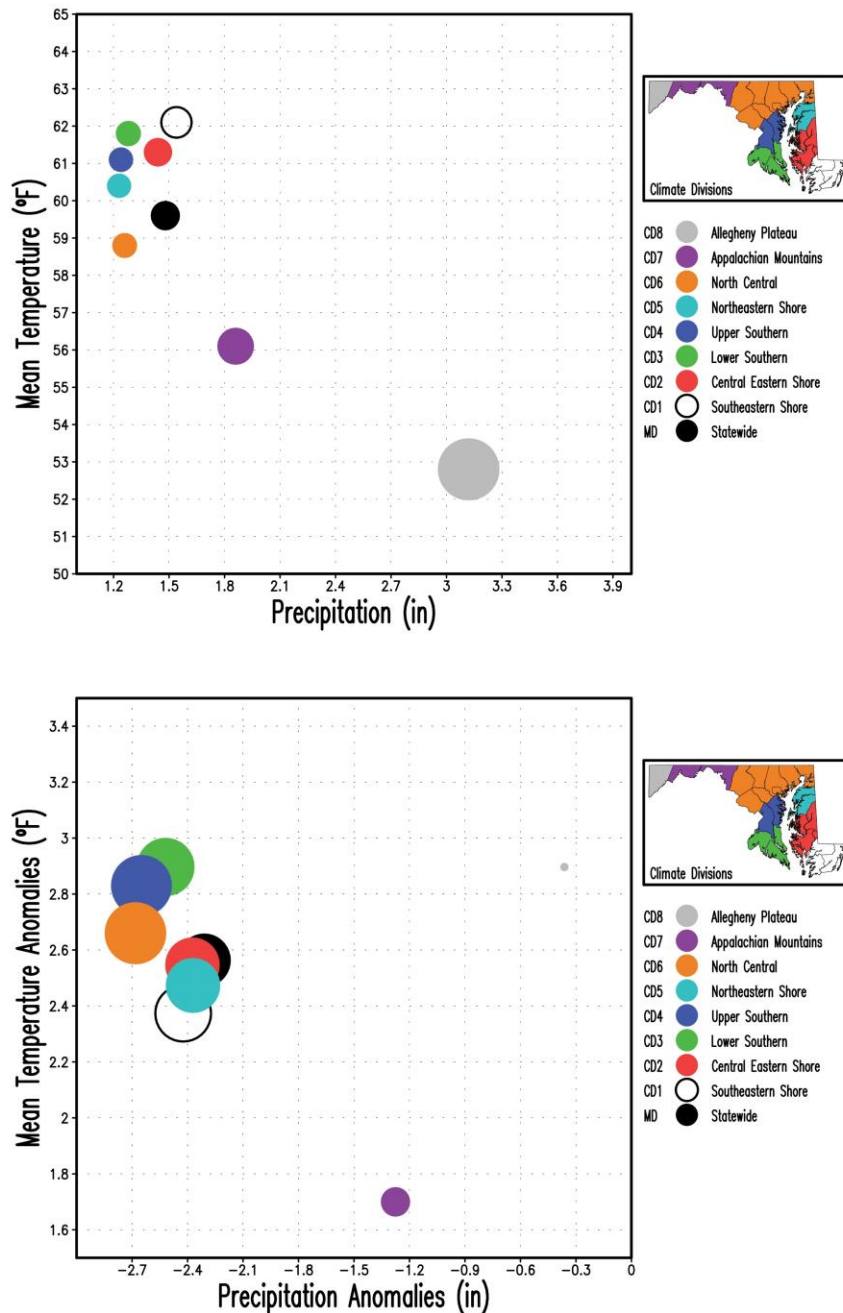 65
64
63
62
61
60
59
58
57
56
55
54
53
52
51
50
Mean Temperature (ºF)
1.2 1.5 1.8 2.1 2.4 2.7 3 3.3 3.6 3.9
Precipitation (in)
Climate Divisions
CD8 Allegheny Plateau
CD7 Appalachian Mountains
CD6 North Central
CD5 Northeastern Shore
CD4 Upper Southern
CD3 Lower Southern
CD2 Central Eastern Shore
CD1 Southeastern Shore
MD Statewide
3.4
3.2
3
2.8
2.6
2.4
2.2
2
1.8
1.6
Mean Temperature Anomalies (ºF)
−2.7 −2.4 −2.1 −1.8 −1.5 −1.2 −0.9 −0.6 −0.3 0
Precipitation Anomalies (in)
Climate Divisions
CD8 Allegheny Plateau
CD7 Appalachian Mountains
CD6 North Central
CD5 Northeastern Shore
CD4 Upper Southern
CD3 Lower Southern
CD2 Central Eastern Shore
CD1 Southeastern Shore
MD Statewide